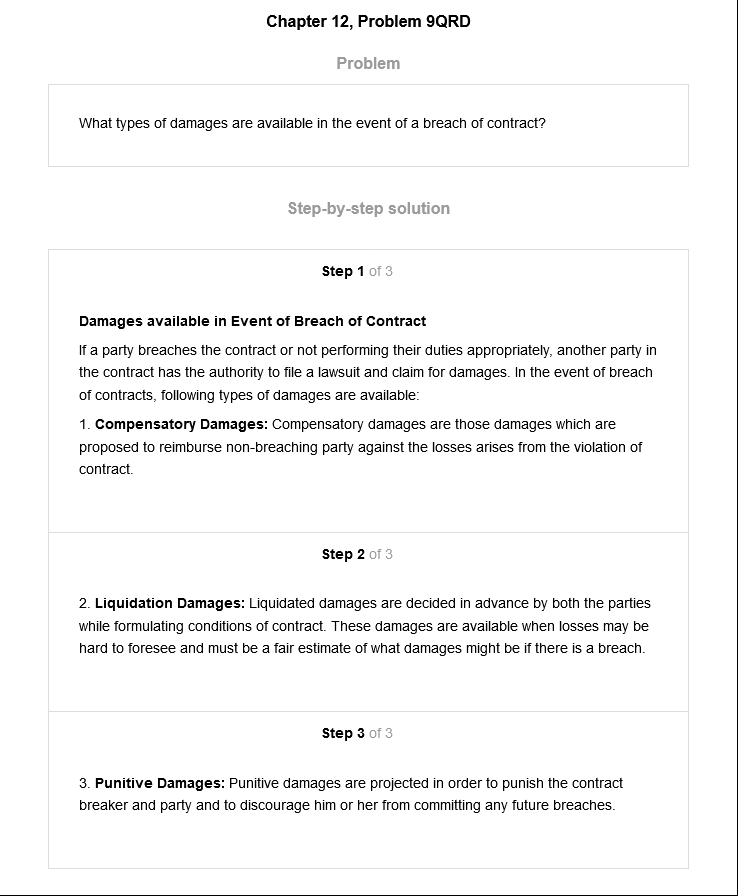 Chapter 12, Problem 9QRD
Problem
What types of damages are available in the event of a breach of contract?
Step-by-step solution
Step 1 of 3
Damages available in Event of Breach of Contract
If a party breaches the contract or not performing their duties appropriately, another party in
the contract has the authority to file a lawsuit and claim for damages. In the event of breach
of contracts, following types of damages are available:
1. Compensatory Damages: Compensatory damages are those damages which are
proposed to reimburse non-breaching party against the losses arises from the violation of
contract.
Step 2 of 3
2. Liquidation Damages: Liquidated damages are decided in advance by both the parties
while formulating conditions of contract. These damages are available when losses may be
hard to foresee and must be a fair estimate of what damages might be if there is a breach.
Step 3 of 3
3. Punitive Damages: Punitive damages are projected in order to punish the contract
breaker and party and to discourage him or her from committing any future breaches.